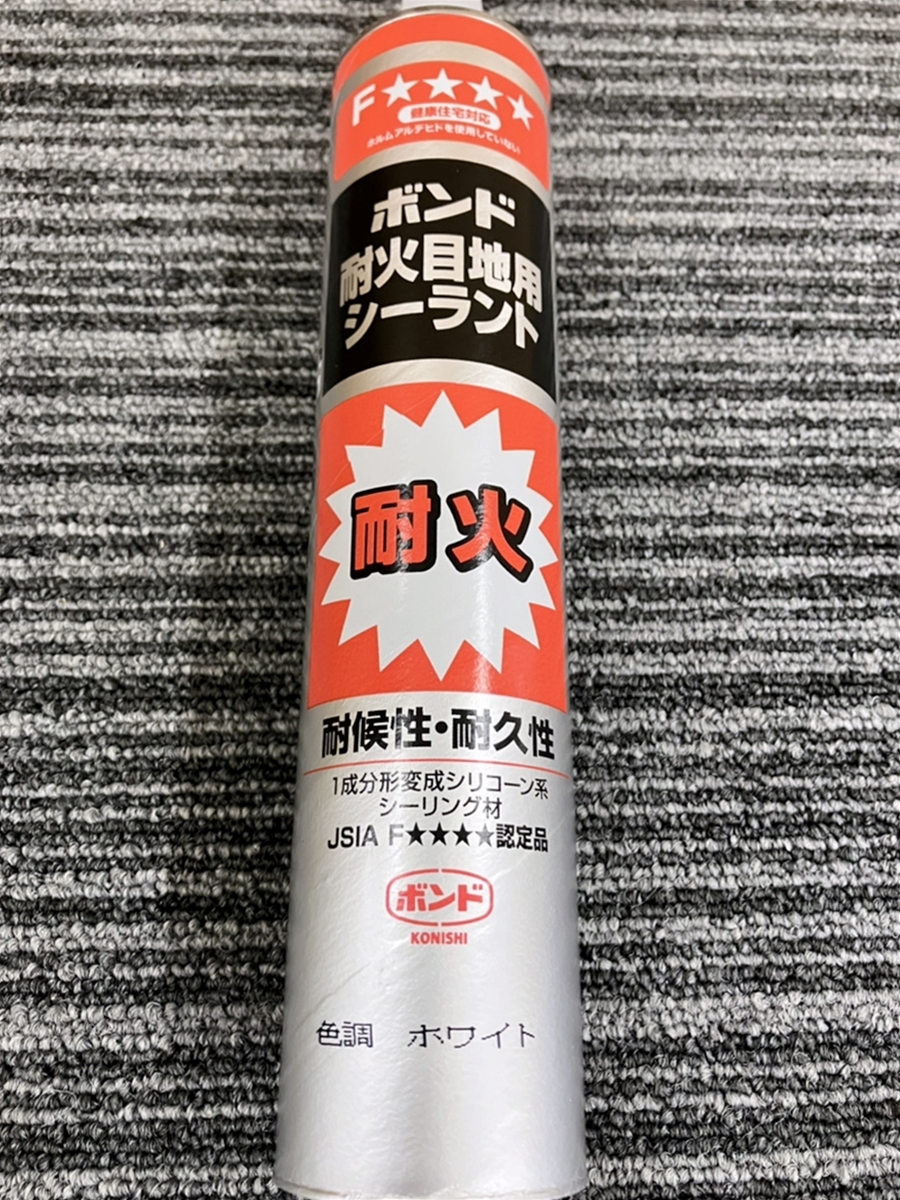 F★★★★
健康住宅対応
ホルムアルデヒドを使用していない
ボンド
耐火目地用
シーラント
耐火
耐候性・耐久性
1成分形変成シリコーン系
シーリング材
JSIA F★★★★認定品
ボンド
KONISHI
色調 ホワイト